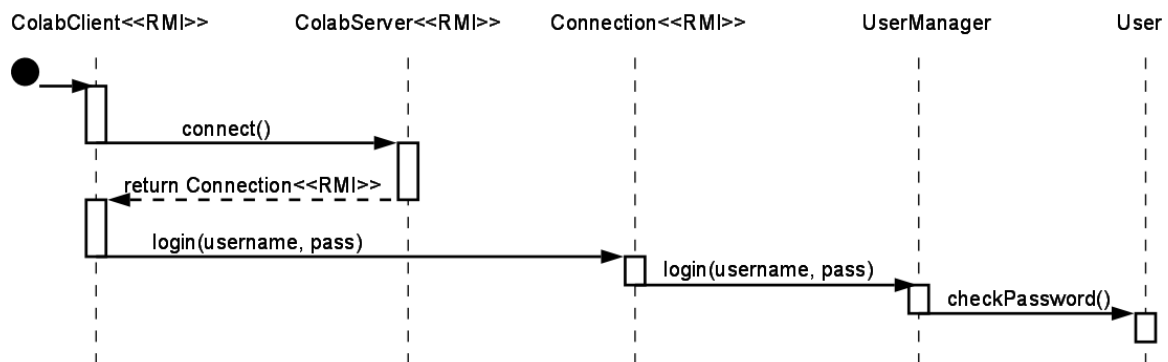 ColabClient<<RMI>>
ColabServer<<RMI>>
Connection<<RMI>>
UserManager
User
connect()
return Connection<<RMI>>
login(username, pass)
login(username, pass)
checkPassword()